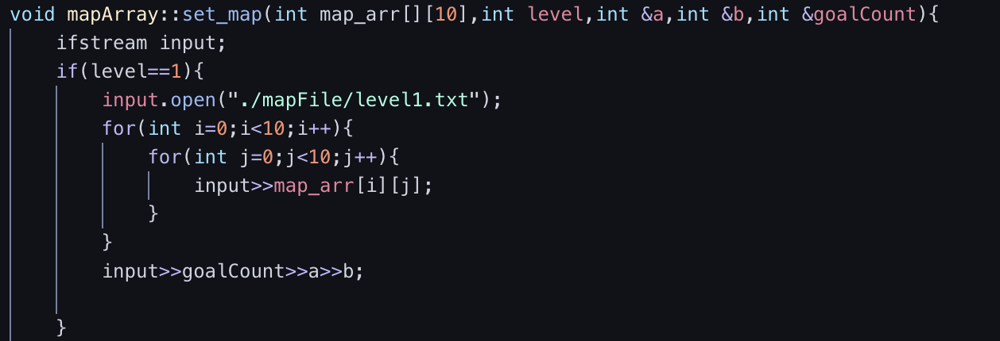 void mapArray::set_map(int map_arr[][10],int level,int &a,int &b,int &goalCount){
    ifstream input;
    if(level==1){
        input.open("./mapFile/level1.txt");
        for(int i=0;i<10;i++){
            for(int j=0;j<10;j++){
                input>>map_arr[i][j];
            }
        }
        input>>goalCount>>a>>b;
    }